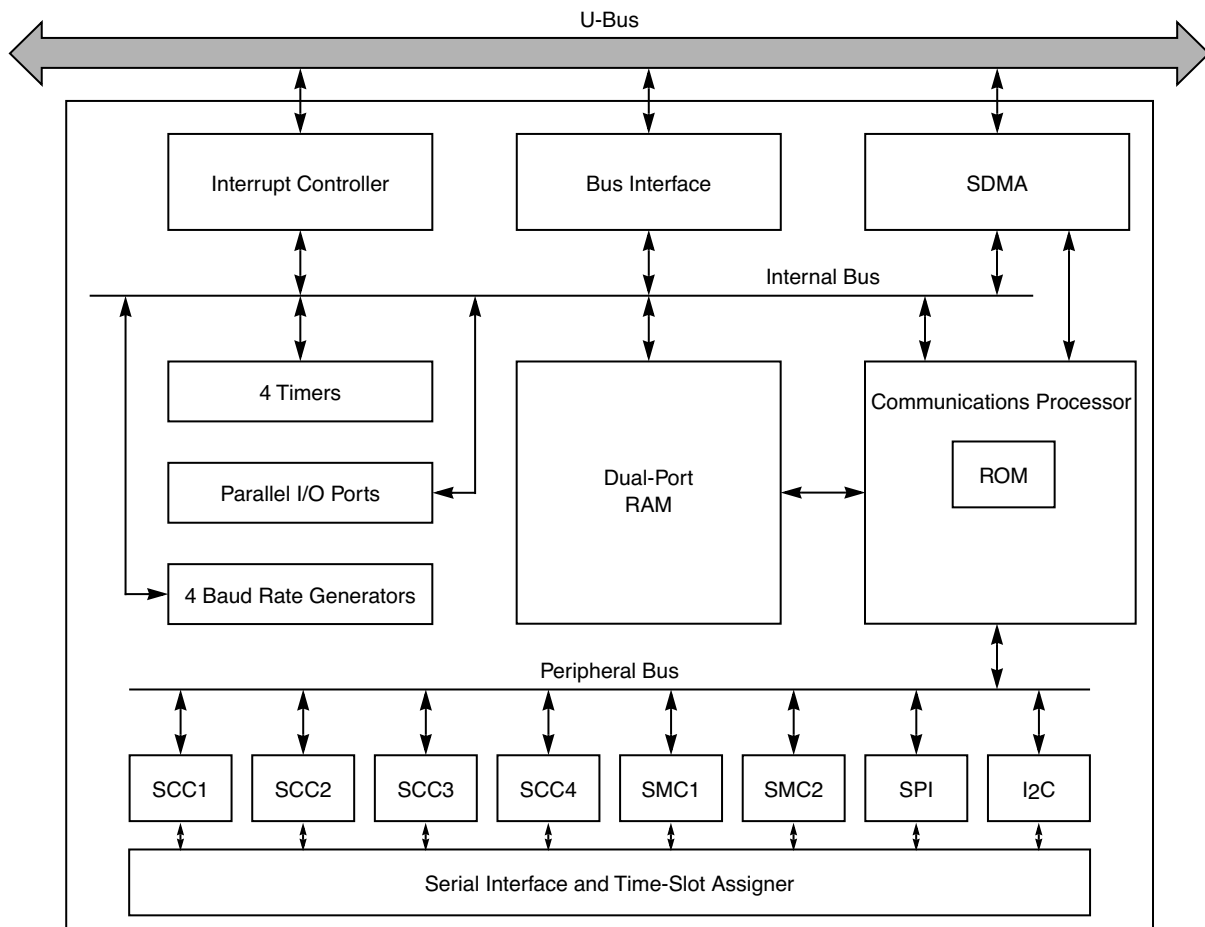 U-Bus
Interrupt Controller
Bus Interface
SDMA
Internal Bus
4 Timers
Communications Processor
ROM
Parallel I/O Ports
Dual-Port
RAM
4 Baud Rate Generators
Peripheral Bus
SCC1
SCC2
SCC3
SCC4
SMC1
SMC2
SPI
I2C
Serial Interface and Time-Slot Assigner